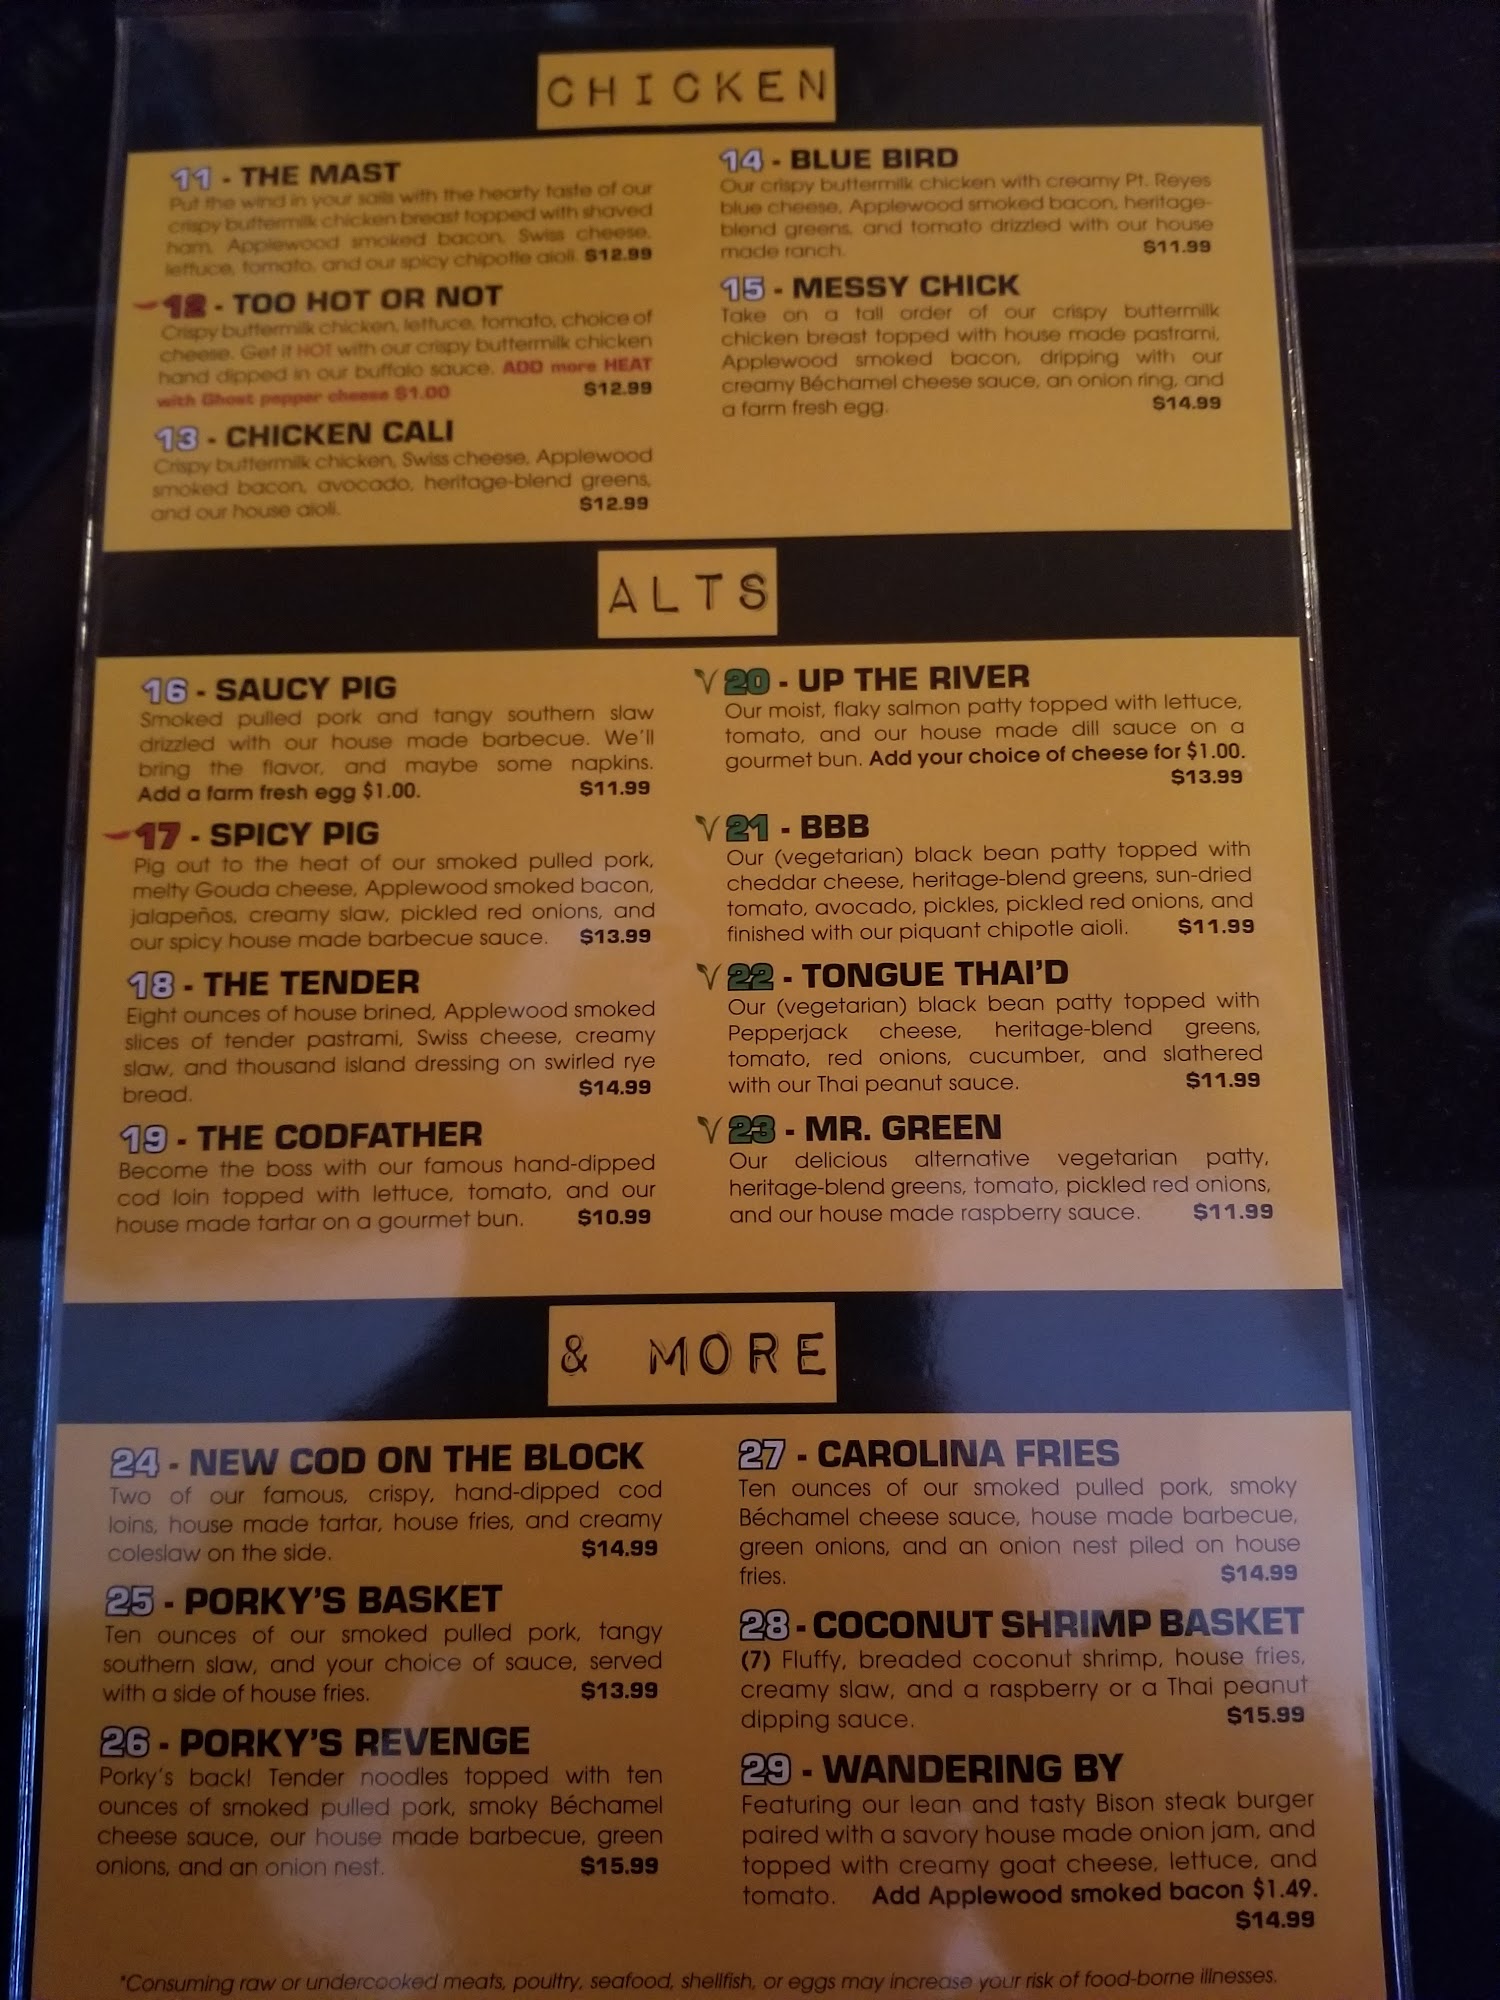 CHICKEN
11 - THE MAST
Put the wind in your sails with the hearty taste of our
crispy buttermilk chicken breast topped with shaved
ham, Applewood smoked bacon, Swiss cheese,
lettuce, tomato, and our spicy chipotle aioli. $12.99
12 - TOO HOT OR NOT
Crispy buttermilk chicken, lettuce, tomato, choice of
cheese. Get it HOT with our crispy buttermilk chicken
hand dipped in our buffalo sauce. ADD more HEAT
with Ghost pepper cheese $1.00 $12.99
13 - CHICKEN CALI
Crispy buttermilk chicken, Swiss cheese, Applewood
smoked bacon, avocado, heritage-blend greens,
and our house aioli. $12.99
14 - BLUE BIRD
Our crispy buttermilk chicken with creamy Pt. Reyes
blue cheese, Applewood smoked bacon, heritage-
blend greens, and tomato drizzled with our house
made ranch. $11.99
15 - MESSY CHICK
Take on a tall order of our crispy buttermilk
chicken breast topped with house made pastrami,
Applewood smoked bacon, dripping with our
creamy Béchamel cheese sauce, an onion ring, and
a farm fresh egg. $14.99
ALTS
16 - SAUCY PIG
Smoked pulled pork and tangy southern slaw
drizzled with our house made barbecue. We'll
bring the flavor, and maybe some napkins.
Add a farm fresh egg $1.00. $11.99
17 - SPICY PIG
Pig out to the heat of our smoked pulled pork,
melty Gouda cheese, Applewood smoked bacon,
jalapeños, creamy slaw, pickled red onions, and
our spicy house made barbecue sauce. $13.99
18 - THE TENDER
Eight ounces of house brined, Applewood smoked
slices of tender pastrami, Swiss cheese, creamy
slaw, and thousand island dressing on swirled rye
bread. $14.99
19 - THE CODFATHER
Become the boss with our famous hand-dipped
cod loin topped with lettuce, tomato, and our
house made tartar on a gourmet bun. $10.99
20 - UP THE RIVER
Our moist, flaky salmon patty topped with lettuce,
tomato, and our house made dill sauce on a
gourmet bun. Add your choice of cheese for $1.00.
$13.99
21 - BBB
Our (vegetarian) black bean patty topped with
cheddar cheese, heritage-blend greens, sun-dried
tomato, avocado, pickles, pickled red onions, and
finished with our piquant chipotle aioli. $11.99
22 - TONGUE THAI'D
Our (vegetarian) black bean patty topped with
Pepperjack cheese, heritage-blend greens,
tomato, red onions, cucumber, and slathered
with our Thai peanut sauce. $11.99
23 - MR. GREEN
Our delicious alternative vegetarian patty,
heritage-blend greens, tomato, pickled red onions,
and our house made raspberry sauce. $11.99
& MORE
24 - NEW COD ON THE BLOCK
Two of our famous, crispy, hand-dipped cod
loins, house made tartar, house fries, and creamy
coleslaw on the side. $14.99
25 - PORKY'S BASKET
Ten ounces of our smoked pulled pork, tangy
southern slaw, and your choice of sauce, served
with a side of house fries. $13.99
26 - PORKY'S REVENGE
Porky's back! Tender noodles topped with ten
ounces of smoked pulled pork, smoky Béchamel
cheese sauce, our house made barbecue, green
onions, and an onion nest. $15.99
27 - CAROLINA FRIES
Ten ounces of our smoked pulled pork, smoky
Béchamel cheese sauce, house made barbecue,
green onions, and an onion nest piled on house
fries. $14.99
28 - COCONUT SHRIMP BASKET
(7) Fluffy, breaded coconut shrimp, house fries,
creamy slaw, and a raspberry or a Thai peanut
dipping sauce. $15.99
29 - WANDERING BY
Featuring our lean and tasty Bison steak burger
paired with a savory house made onion jam, and
topped with creamy goat cheese, lettuce, and
tomato. Add Applewood smoked bacon $1.49.
$14.99
*Consuming raw or undercooked meats, poultry, seafood, shellfish, or eggs may increase your risk of food-borne illnesses.